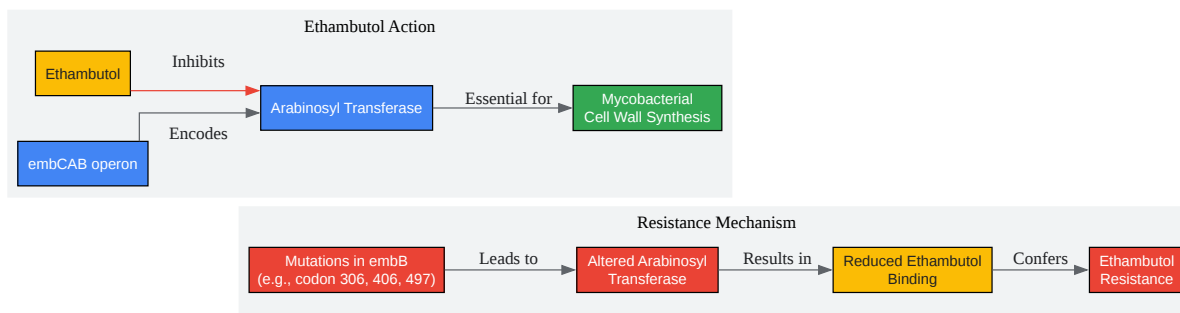 Ethambutol Action
Ethambutol
Inhibits
Arabinosyl Transferase
Essential for
Mycobacterial
Cell Wall Synthesis
Encodes
embCAB operon
Resistance Mechanism
Mutations in embB
(e.g., codon 306, 406, 497)
Leads to
Altered Arabinosyl
Transferase
Results in
Reduced Ethambutol
Binding
Confers
Ethambutol
Resistance